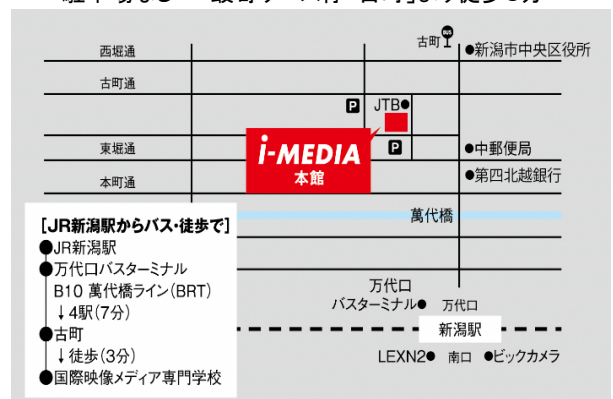 古町
BUS
西堀通
●新潟市中央区役所
古町通
P
JTB●
i-MEDIA
本館
P
東堀通
●中郵便局
本町通
●第四北越銀行
萬代橋
[JR新潟駅からバス・徒歩で]
●JR新潟駅
●万代口バスターミナル
B10 萬代橋ライン(BRT)
↓4駅(7分)
●古町
↓徒歩(3分)
●国際映像メディア専門学校
万代口
バスターミナル●
万代口
新潟駅
LEXN2● 南口 ●ビックカメラ